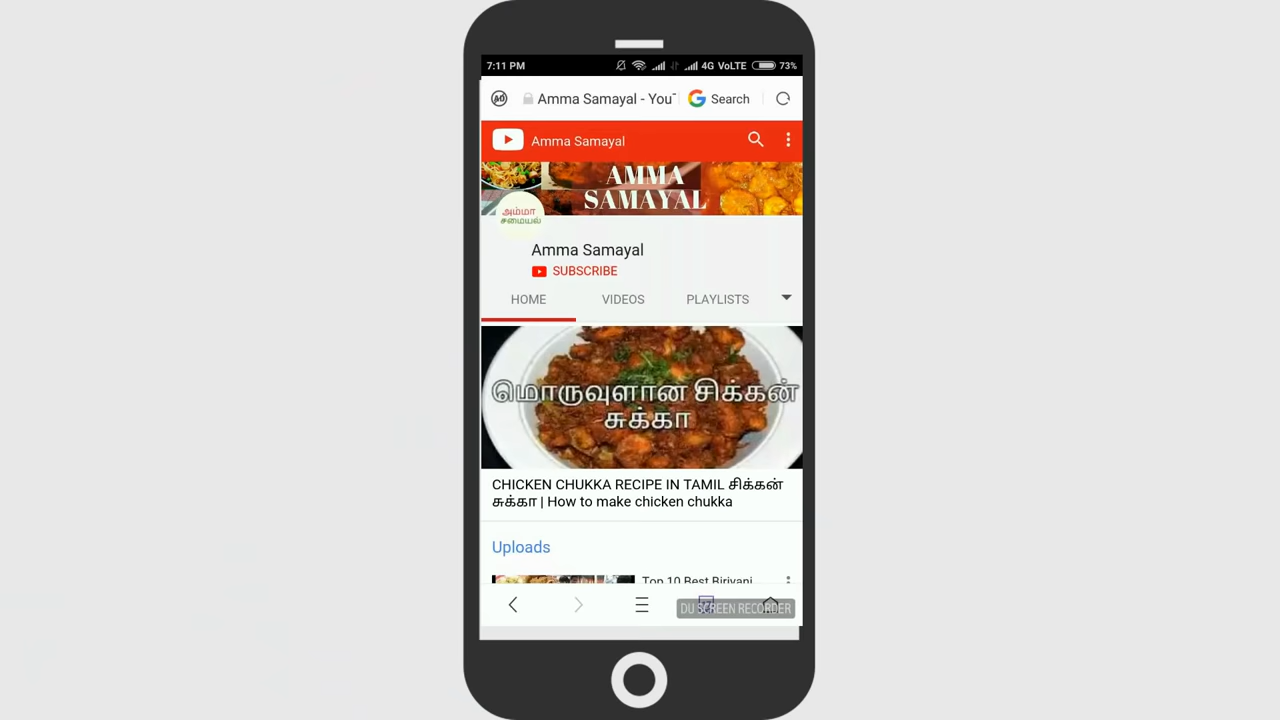 7:11 PM 4G VoLTE 73%
Amma Samayal - You
Search
Amma Samayal
AMMA
SAMAYAL
அம்மா
சமையல்
Amma Samayal
SUBSCRIBE
HOME VIDEOS PLAYLISTS
மொருவுளான சிக்கன்
சுக்கா
CHICKEN CHUKKA RECIPE IN TAMIL சிக்கன்
சுக்கா | How to make chicken chukka
Uploads
Top 10 Best Biriyani
DU SCREEN RECORDER